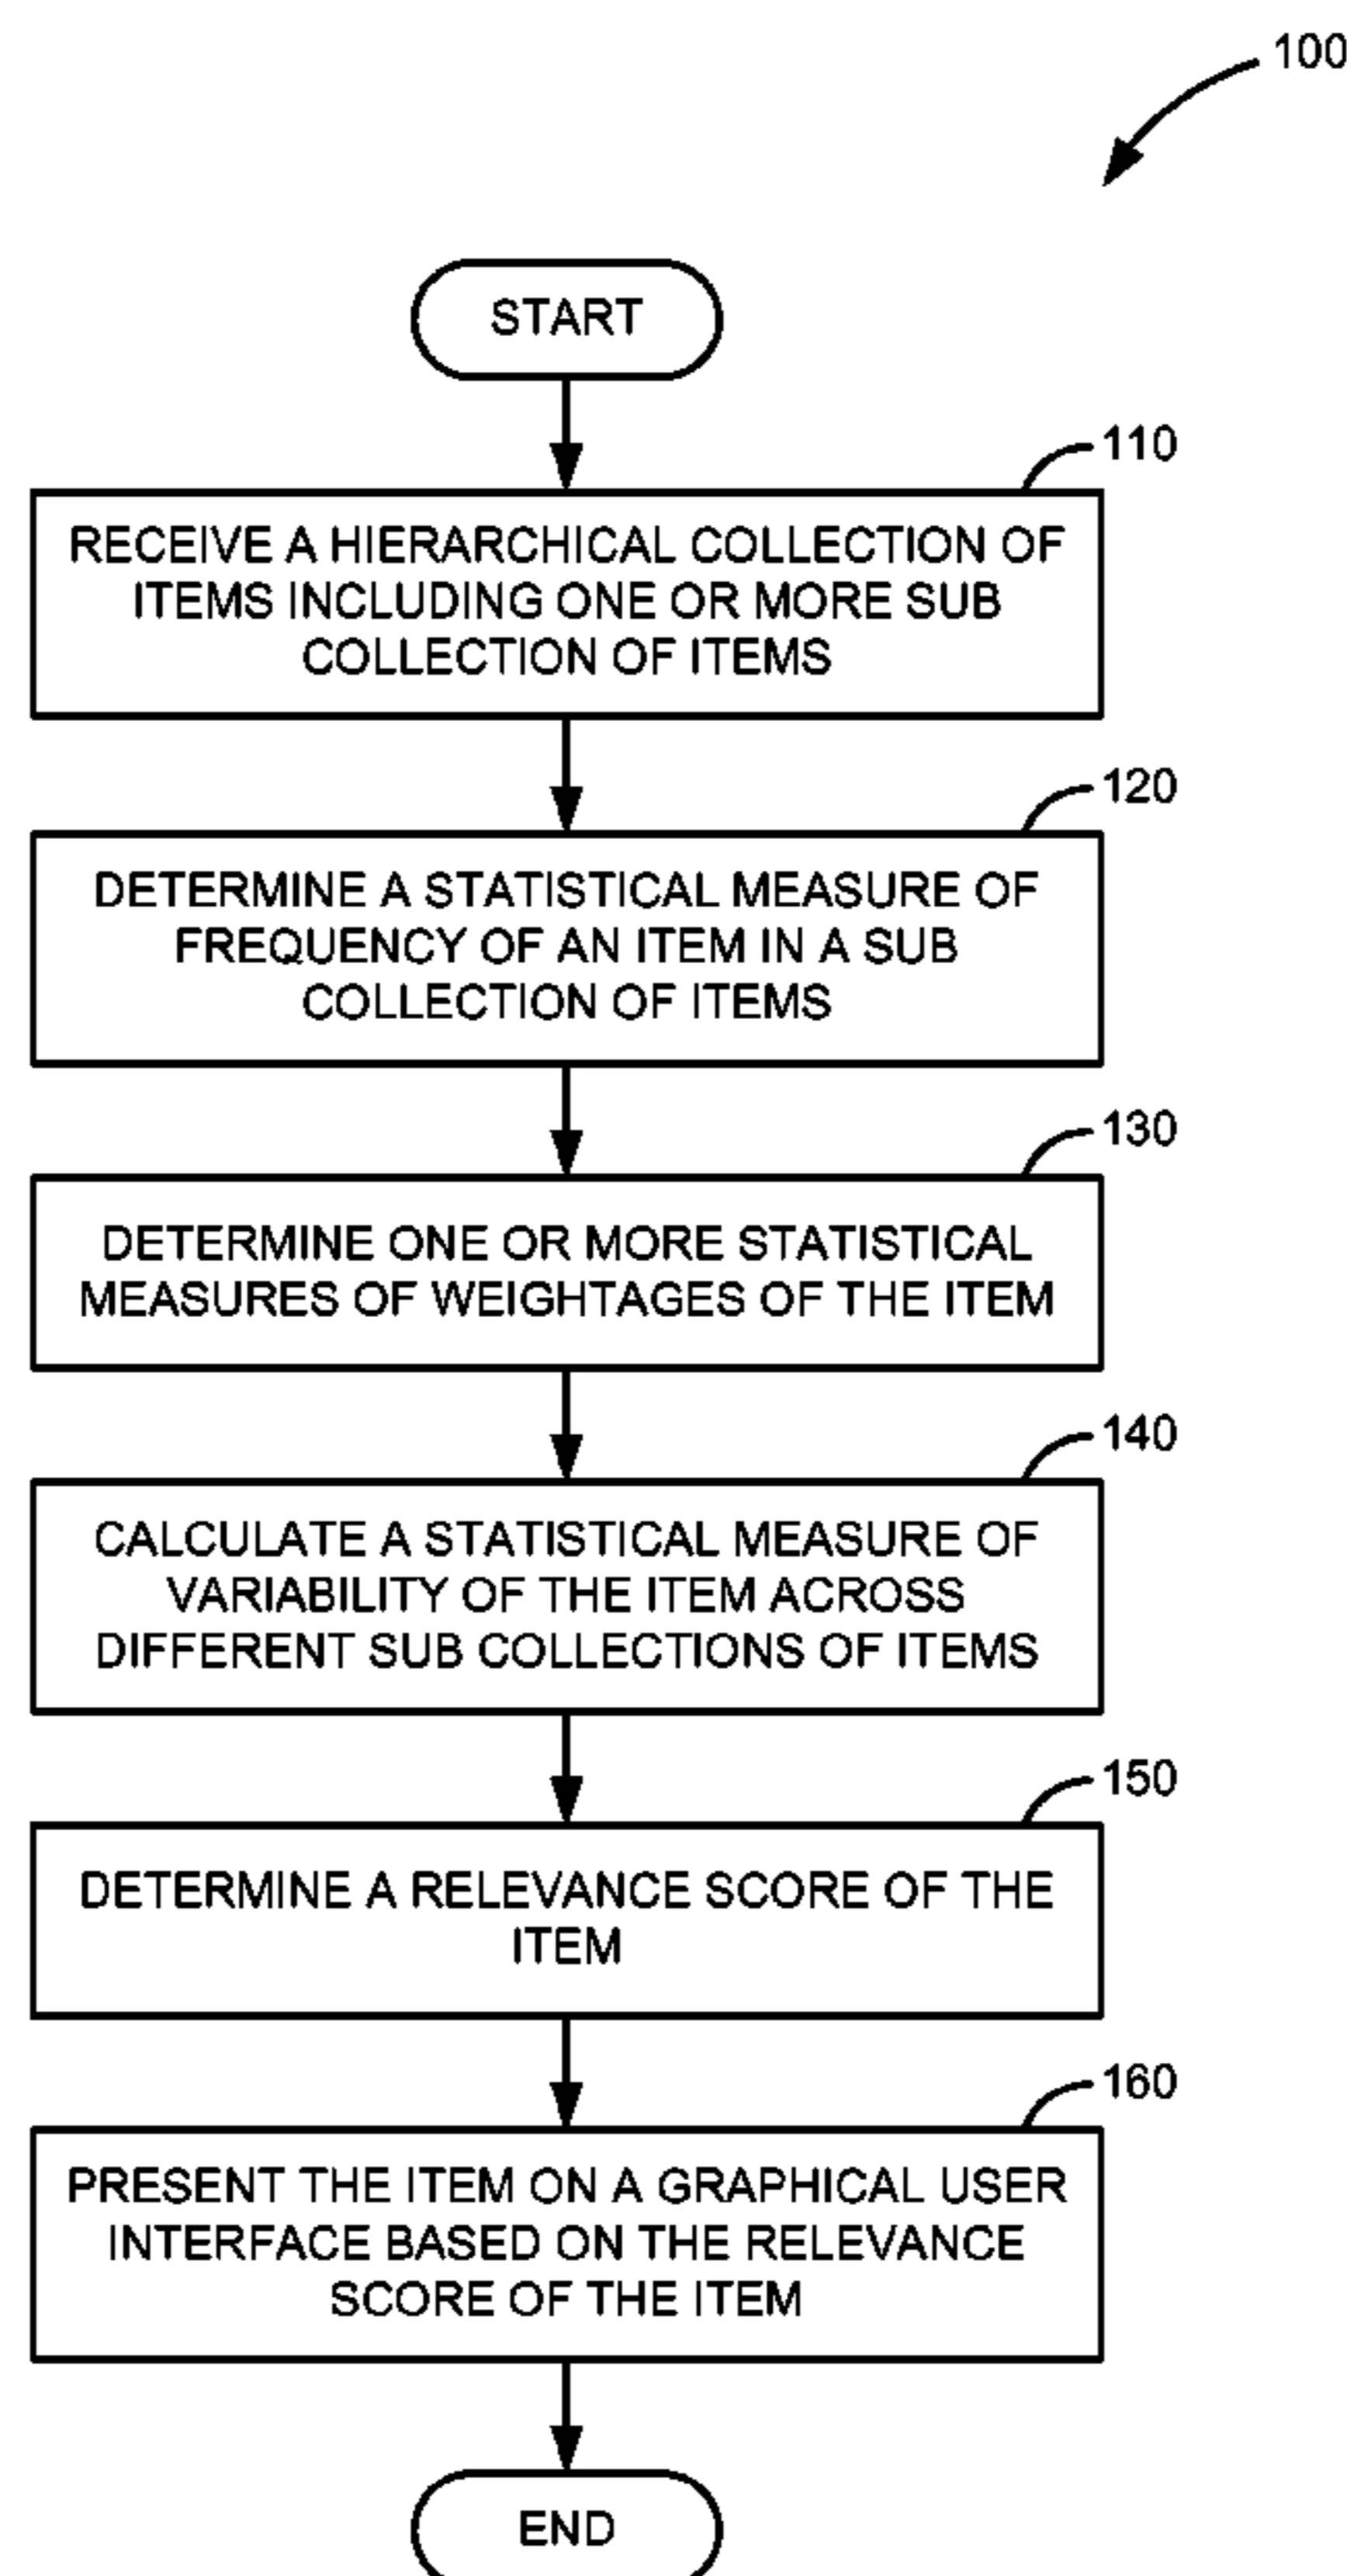 100
START
110
RECEIVE A HIERARCHICAL COLLECTION OF
ITEMS INCLUDING ONE OR MORE SUB
COLLECTION OF ITEMS
120
DETERMINE A STATISTICAL MEASURE OF
FREQUENCY OF AN ITEM IN A SUB
COLLECTION OF ITEMS
130
DETERMINE ONE OR MORE STATISTICAL
MEASURES OF WEIGHTAGES OF THE ITEM
140
CALCULATE A STATISTICAL MEASURE OF
VARIABILITY OF THE ITEM ACROSS
DIFFERENT SUB COLLECTIONS OF ITEMS
150
DETERMINE A RELEVANCE SCORE OF THE
ITEM
160
PRESENT THE ITEM ON A GRAPHICAL USER
INTERFACE BASED ON THE RELEVANCE
SCORE OF THE ITEM
END